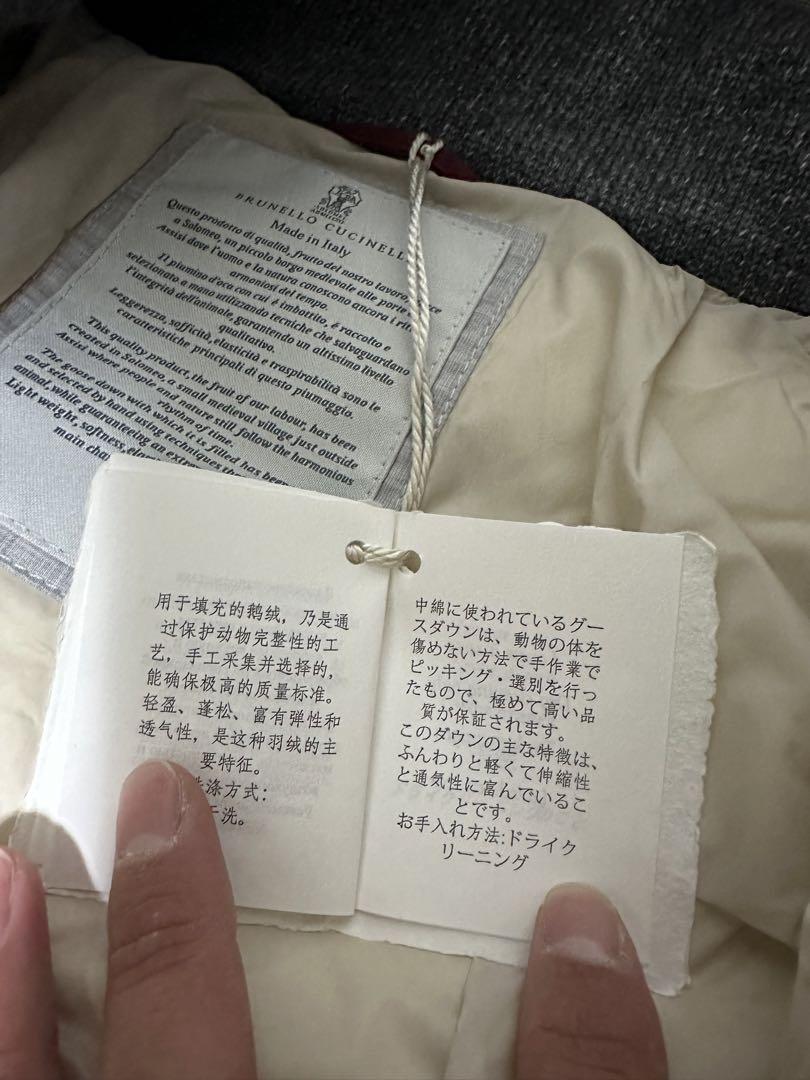 BRUNELLO CUCINELL
Made in Italy
Questo prodotto di qualità, frutto del nostro lavoro,
a Solomeo, un piccolo borgo medievale alle porte
Assisi dove l'uomo e la natura conoscono ancora i
armoniosi del tempo.
Il piumino d'oca con cui è imbottito, è raccolto e
selezionato a mano utilizzando tecniche che salvaguardano
l'integrità dell'animale, garantendo un altissimo livello
qualitativo.
Leggerezza, sofficità, elasticità e traspirabilità sono le
caratteristiche principali di questo piumaggio.
This quality product, the fruit of our labour, has been
created in Solomeo, a small medieval village just outside
Assisi where people and nature still follow the harmonious
rhythm of time.
The goose down with which it is filled has been
and selected by hand using techniques
animal, while guaranteeing an
Light weight, softness,
main
用于填充的鹅绒，乃是通
过保护动物完整性的工
艺，手工采集并选择的，
能确保极高的质量标准。
轻盈、蓬松、富有弹性和
透气性，是这种羽绒的主
要特征。
涤方式：
洗。
中綿に使われているグー
スダウンは、動物の体を
傷めない方法で手作業で
ピッキング・選別を行っ
たもので、極めて高い品
質が保証されます。
このダウンの主な特徴は、
ふんわりと軽くて伸縮性
と通気性に富んでいるこ
とです。
お手入れ方法:ドライク
リーニング